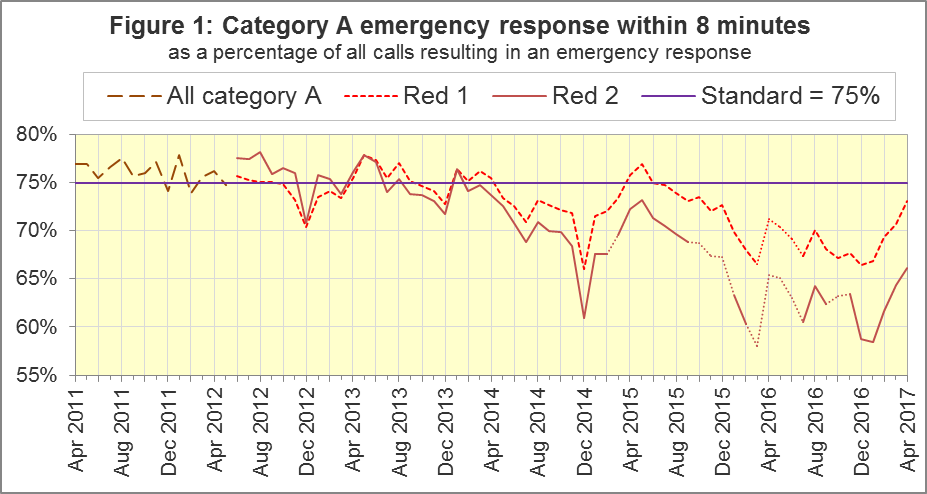 Figure 1: Category A emergency response within 8 minutes
as a percentage of all calls resulting in an emergency response
All category A Red 1 Red 2 Standard = 75%
80%
75%
70%
65%
60%
55%
Apr 2011
Aug 2011
Dec 2011
Apr 2012
Aug 2012
Dec 2012
Apr 2013
Aug 2013
Dec 2013
Apr 2014
Aug 2014
Dec 2014
Apr 2015
Aug 2015
Dec 2015
Apr 2016
Aug 2016
Dec 2016
Apr 2017